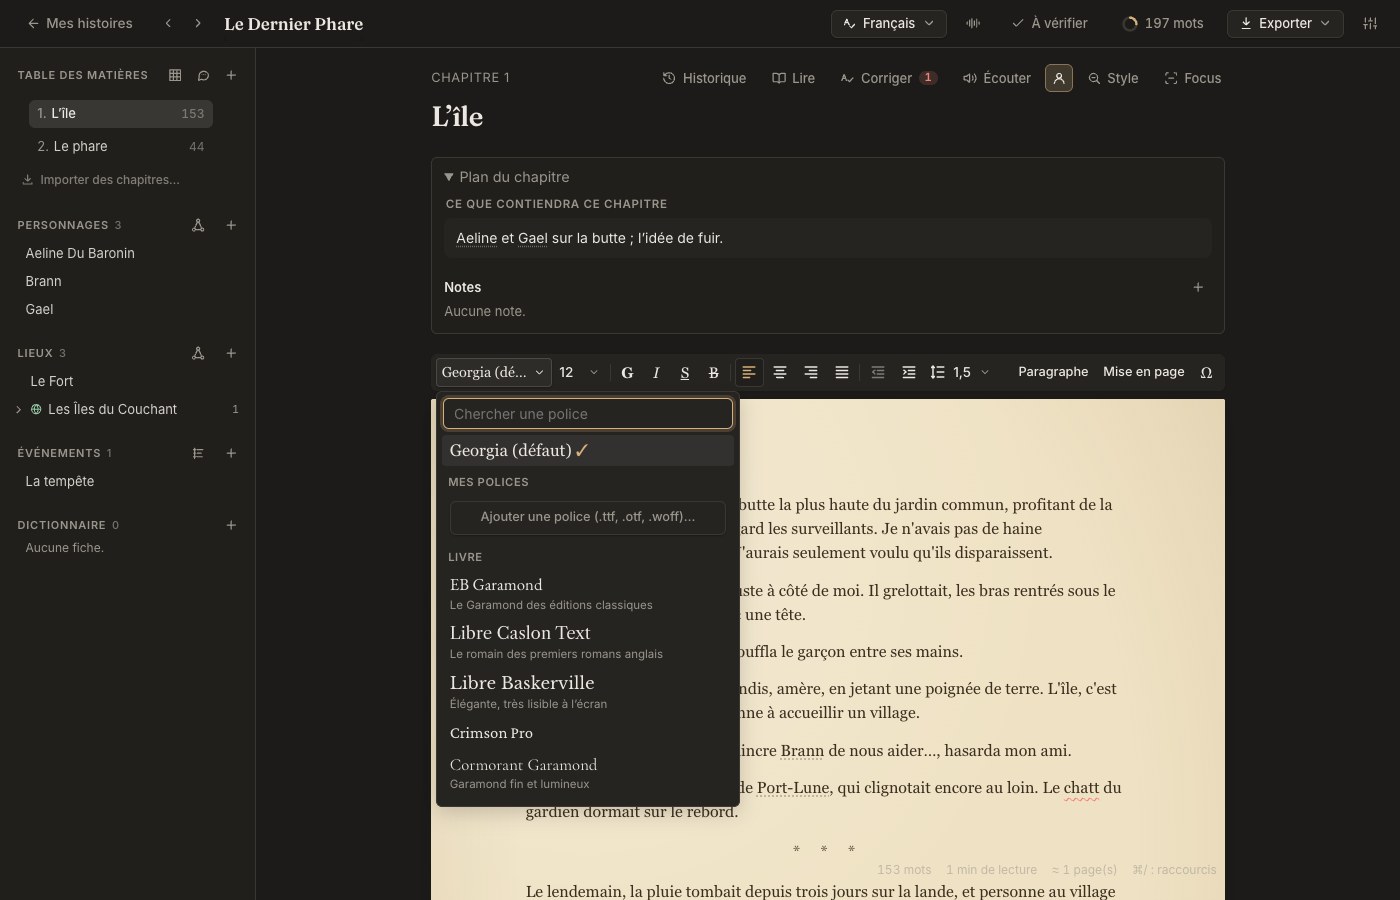 Mes histoires
Le Dernier Phare
Français
À vérifier
197 mots
Exporter
TABLE DES MATIÈRES
1. L’île 153
2. Le phare 44
Importer des chapitres...
PERSONNAGES 3
Aeline Du Baronin
Brann
Gael
LIEUX 3
Le Fort
Les Îles du Couchant 1
ÉVÉNEMENTS 1
La tempête
DICTIONNAIRE 0
Aucune fiche.
CHAPITRE 1
Historique
Lire
Corriger 1
Écouter
Style
Focus
L’île
Plan du chapitre
CE QUE CONTIENDRA CE CHAPITRE
Aeline et Gael sur la butte ; l’idée de fuir.
Notes
Aucune note.
Georgia (dé... 12 G I S B 1,5 Paragraphe Mise en page Ω
Chercher une police
Georgia (défaut) ✓
MES POLICES
Ajouter une police (.ttf, .otf, .woff)...
LIVRE
EB Garamond
Le Garamond des éditions classiques
Libre Caslon Text
Le romain des premiers romans anglais
Libre Baskerville
Élégante, très lisible à l’écran
Crimson Pro
Cormorant Garamond
Garamond fin et lumineux
butte la plus haute du jardin commun, profitant de la
les surveillants. Je n'avais pas de haine
'aurais seulement voulu qu'ils disparaissent.
à côté de moi. Il grelottait, les bras rentrés sous le
une tête.
le garçon entre ses mains.
amère, en jetant une poignée de terre. L'île, c'est
à accueillir un village.
Brann de nous aider..., hasarda mon ami.
de Port-Lune, qui clignotait encore au loin. Le chatt du
gardien dormait sur le rebord.
* * *
153 mots 1 min de lecture ≈ 1 page(s) ⌘/ : raccourcis
Le lendemain, la pluie tombait depuis trois jours sur la lande, et personne au village